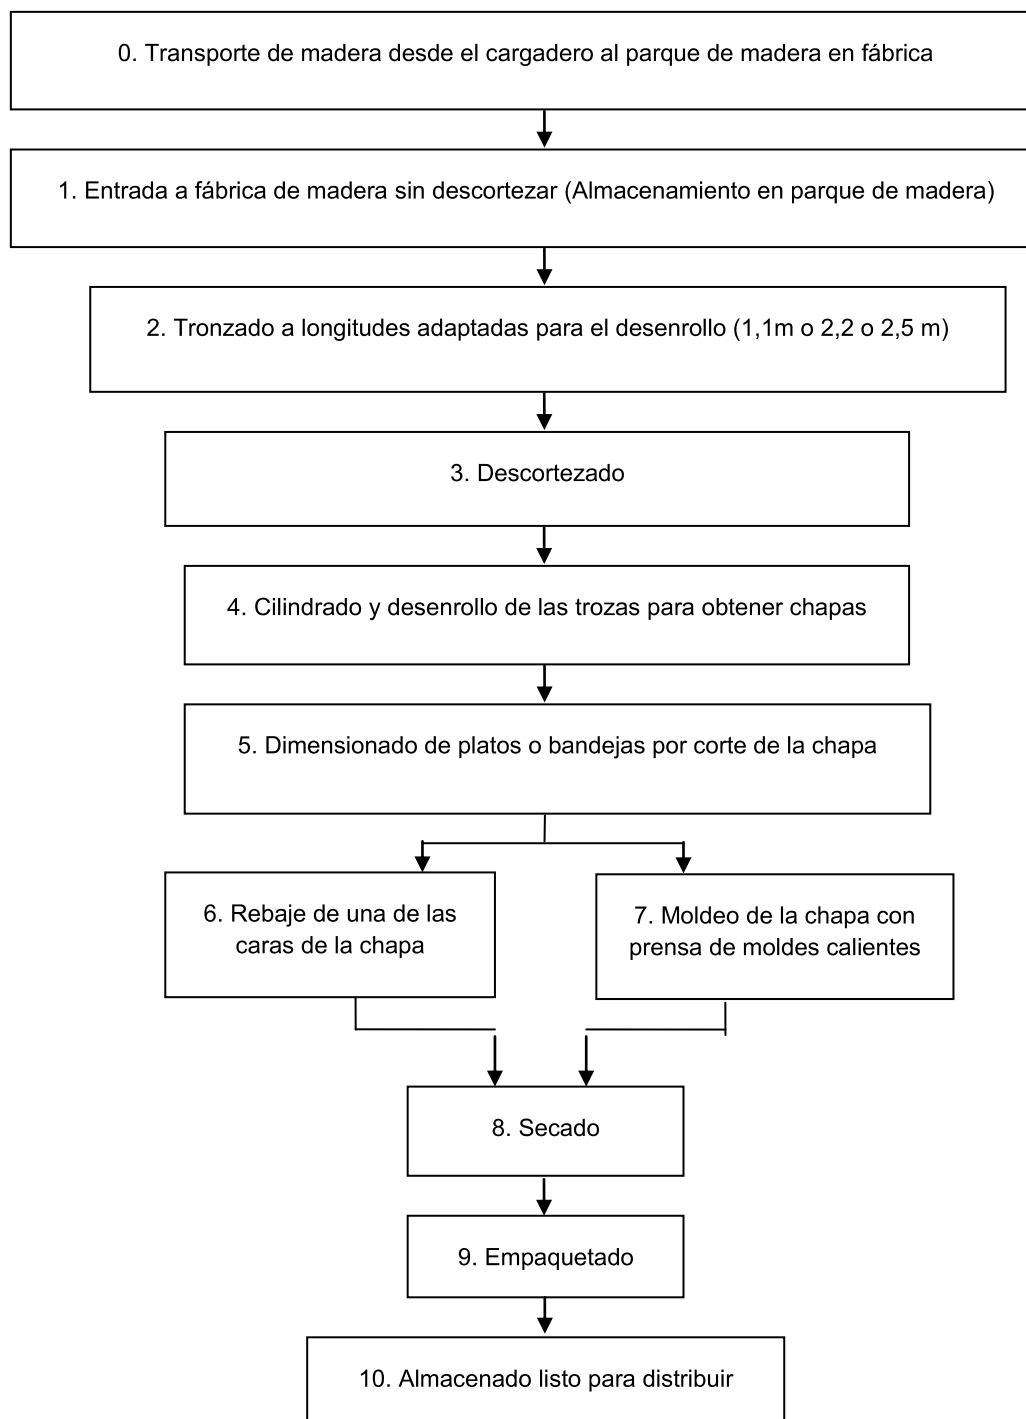 0. Transporte de madera desde el cargadero al parque de madera en fábrica
1. Entrada a fábrica de madera sin descortezar (Almacenamiento en parque de madera)
2. Tronzado a longitudes adaptadas para el desenrollo (1,1m o 2,2 o 2,5 m)
3. Descortezado
4. Cilindrado y desenrollo de las trozas para obtener chapas
5. Dimensionado de platos o bandejas por corte de la chapa
6. Rebaje de una de las
caras de la chapa
7. Moldeo de la chapa con
prensa de moldes calientes
8. Secado
9. Empaquetado
10. Almacenado listo para distribuir